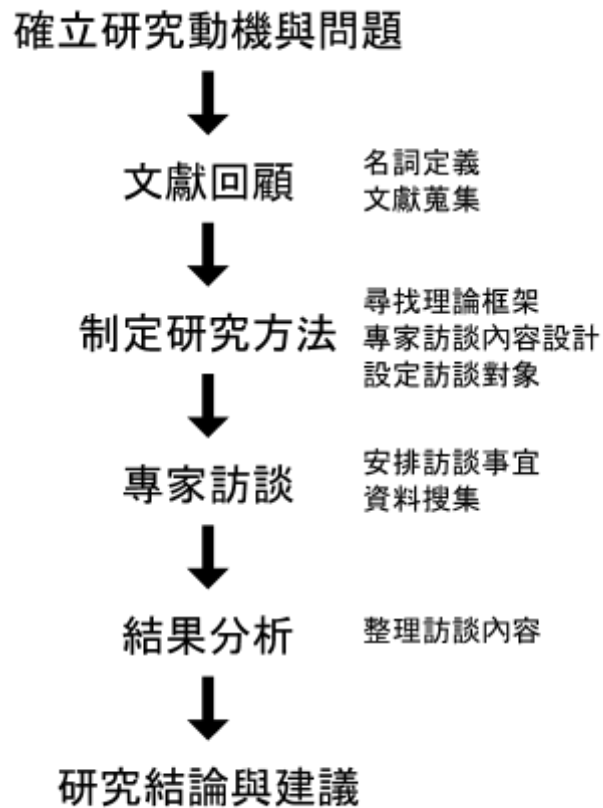 確立研究動機與問題
文獻回顧
名詞定義
文獻蒐集
制定研究方法
尋找理論框架
專家訪談內容設計
設定訪談對象
專家訪談
安排訪談事宜
資料搜集
結果分析
整理訪談內容
研究結論與建議